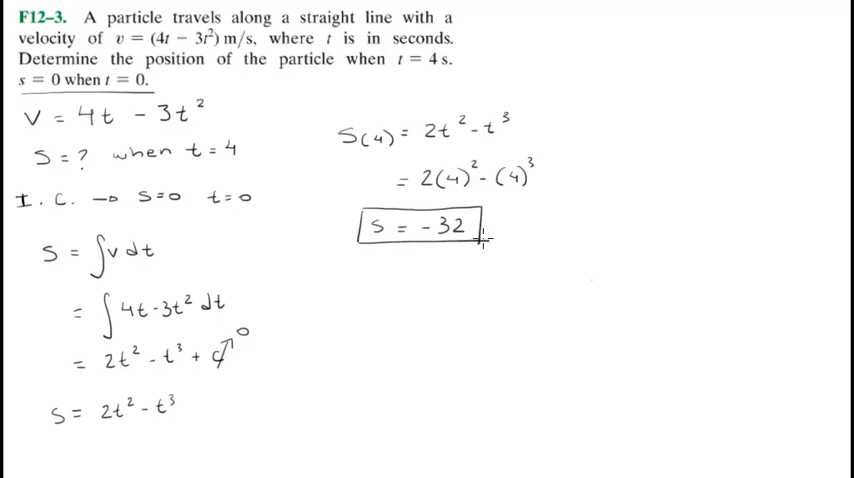 F12–3. A particle travels along a straight line with a
velocity of v = (4t − 3t²) m/s, where t is in seconds.
Determine the position of the particle when t = 4 s.
s = 0 when t = 0.
V = 4t - 3t²
S = ? when t = 4
I. C. → S=0 t=0
S = ∫v dt
= ∫ 4t-3t² dt
= 2t² - t³ + C 0
S = 2t² - t³
S(4) = 2t² - t³
= 2(4)² - (4)³
S = - 32